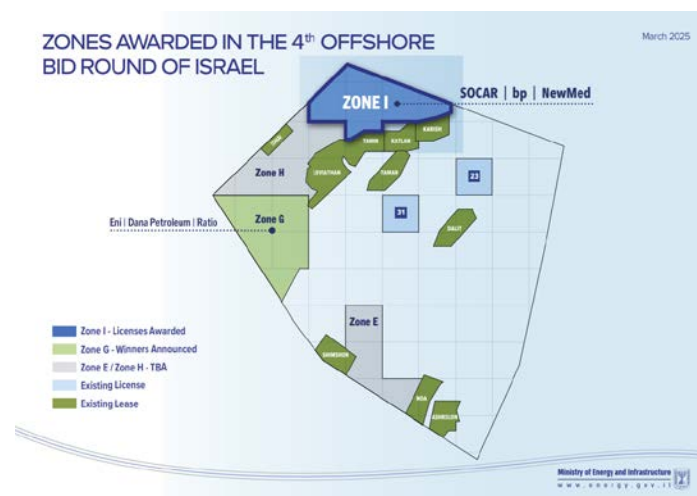 ZONES AWARDED IN THE 4th OFFSHORE
BID ROUND OF ISRAEL
March 2025
ZONE I
SOCAR | bp | NewMed
KARISH
TANIN
KATLAN
Zone H
LEVIATHAN
TAMAR
23
31
Eni | Dana Petroleum | Ratio
Zone G
DALIT
Zone E
Zone I - Licenses Awarded
Zone G - Winners Announced
Zone E / Zone H - TBA
Existing License
Existing Lease
SHIMSHON
NOA
ASHKELON
Ministry of Energy and Infrastructure
www.energy.gov.il